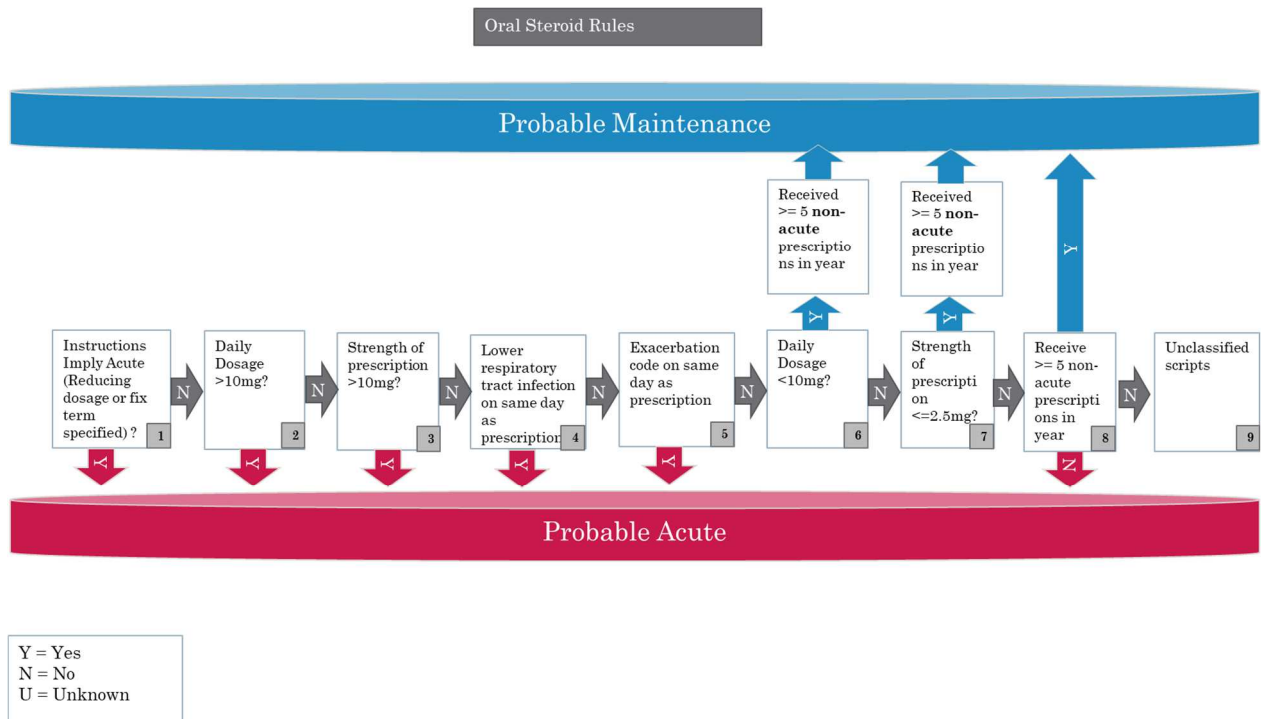 Oral Steroid Rules
Probable Maintenance
Received
>= 5 non-
acute
prescriptio
ns in year
Received
>= 5 non-
acute
prescriptio
ns in year
Y
Y
Y
Instructions
Imply Acute
(Reducing
dosage or fix
term
specified) ?
1
N
Daily
Dosage
>10mg?
2
N
Strength of
prescription
>10mg?
3
N
Lower
respiratory
tract infection
on same day
as
prescription
4
N
Exacerbation
code on same
day as
prescription
5
N
Daily
Dosage
<10mg?
6
N
Strength
of
prescripti
on
<=2.5mg?
7
N
Receive
>= 5 non-
acute
prescripti
ons in
year
8
N
Unclassified
scripts
9
Y
Y
Y
Y
Y
N
Probable Acute
Y = Yes
N = No
U = Unknown